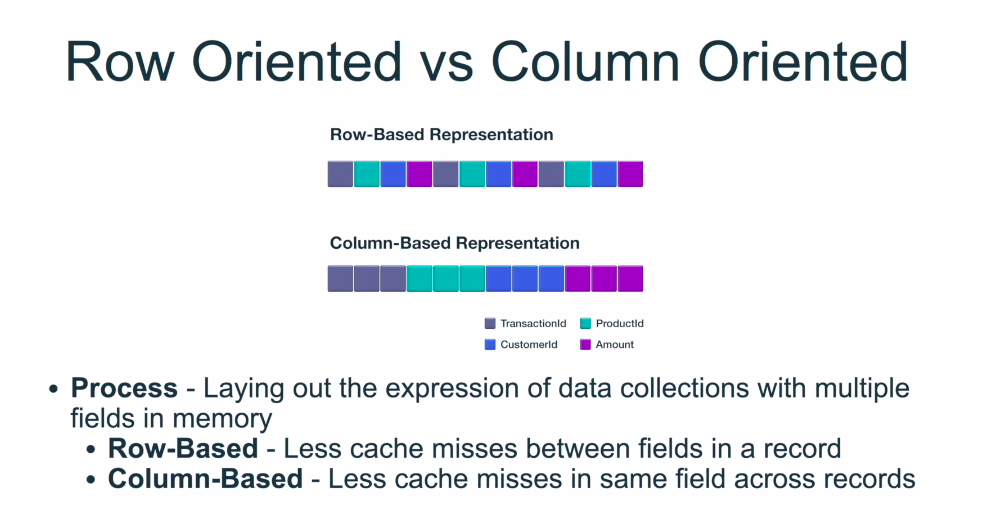 Row Oriented vs Column Oriented
Row-Based Representation
Column-Based Representation
TransactionId ProductId
CustomerId Amount
• Process - Laying out the expression of data collections with multiple
fields in memory
• Row-Based - Less cache misses between fields in a record
• Column-Based - Less cache misses in same field across records